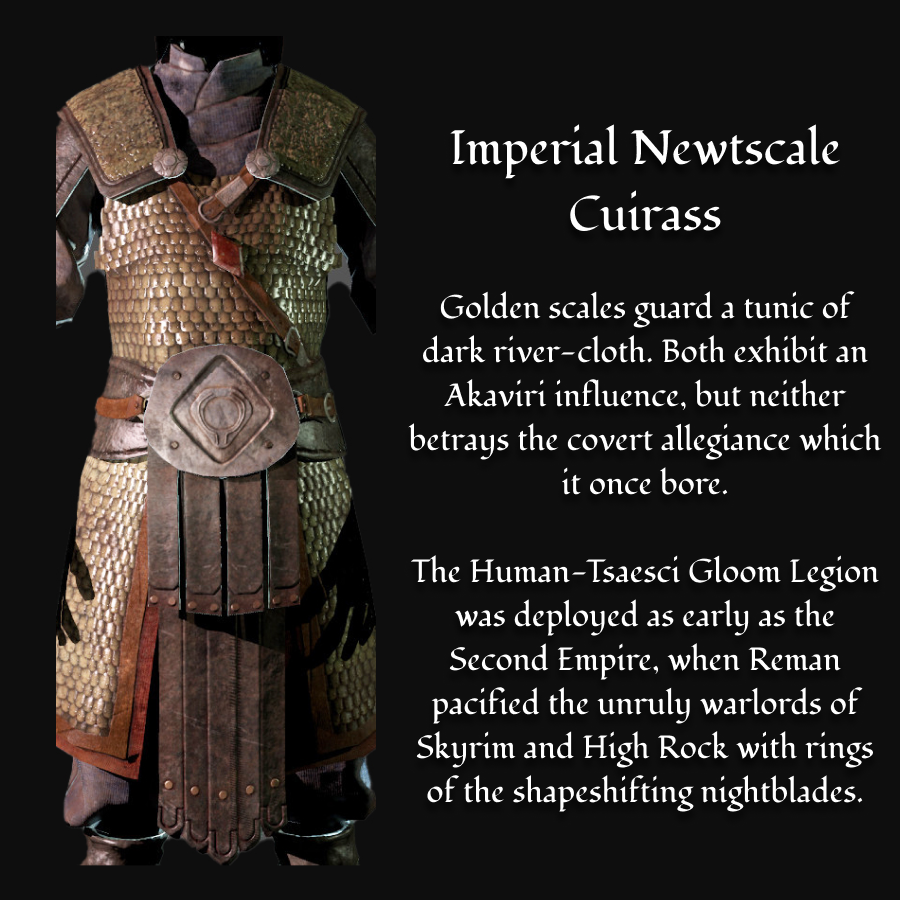 Imperial Newtscale
Cuirass
Golden scales guard a tunic of
dark river-cloth. Both exhibit an
Akaviri influence, but neither
betrays the covert allegiance which
it once bore.
The Human-Tsaesci Gloom Legion
was deployed as early as the
Second Empire, when Reman
pacified the unruly warlords of
Skyrim and High Rock with rings
of the shapeshifting nightblades.